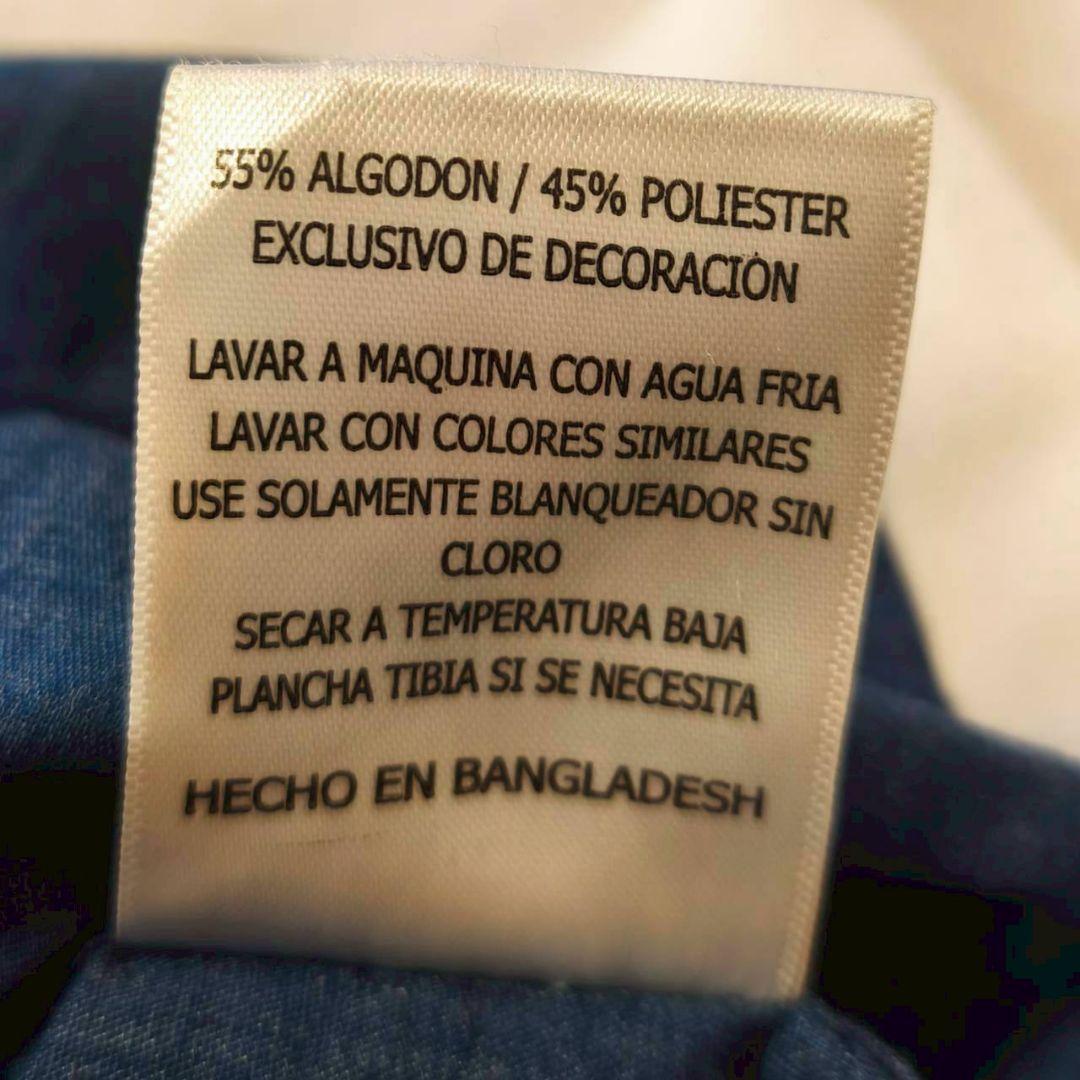 55% ALGODON / 45% POLIESTER
EXCLUSIVO DE DECORACIÓN
LAVAR A MAQUINA CON AGUA FRIA
LAVAR CON COLORES SIMILARES
USE SOLAMENTE BLANQUEADOR SIN
CLORO
SECAR A TEMPERATURA BAJA
PLANCHA TIBIA SI SE NECESITA
HECHO EN BANGLADESH